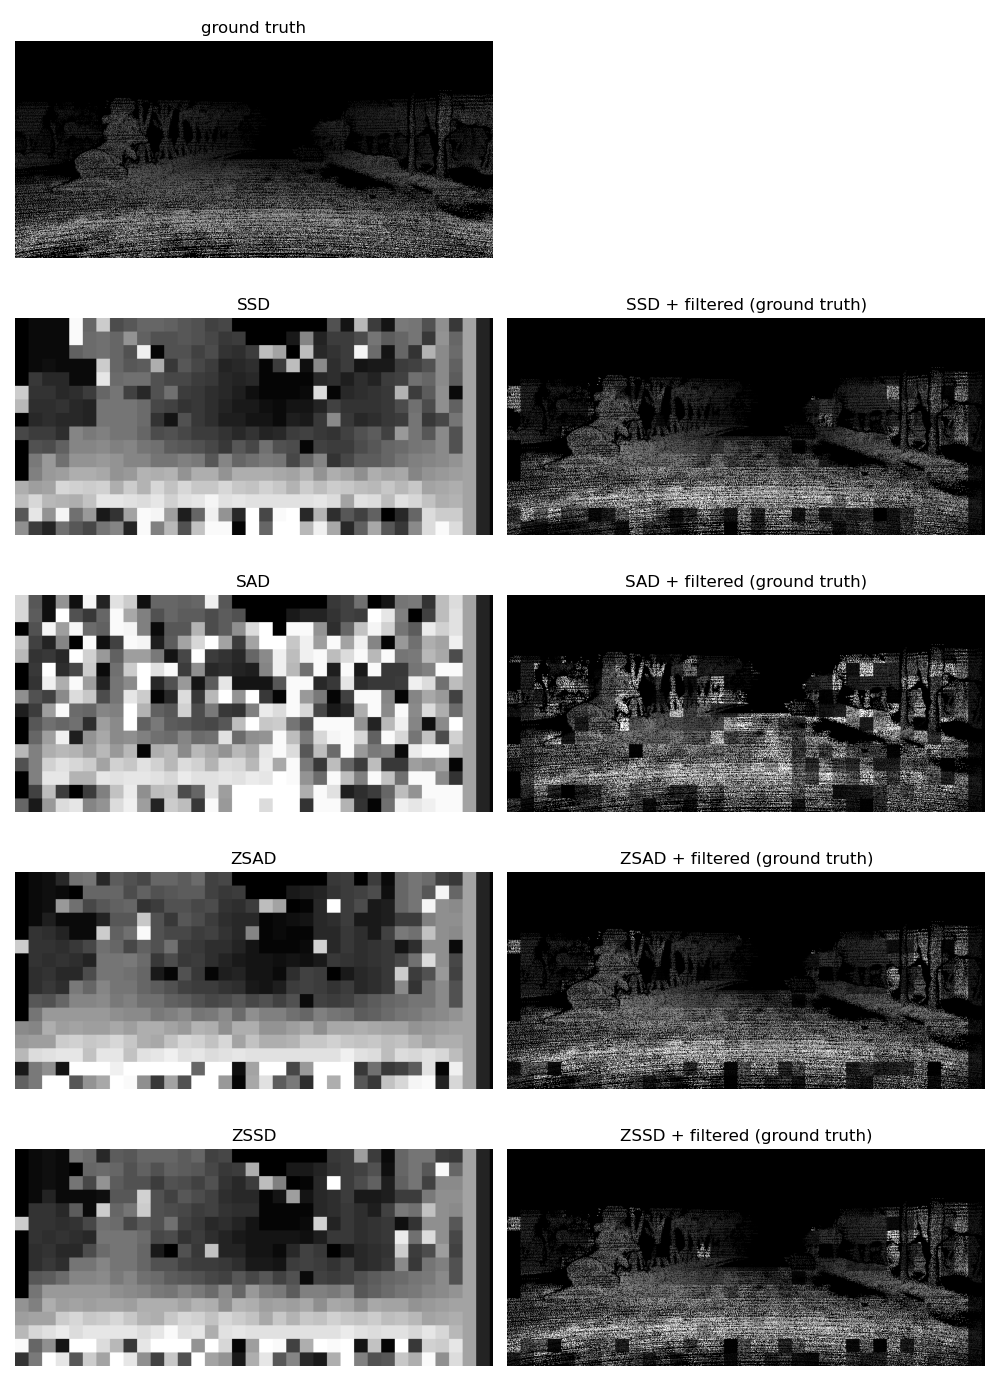 ground truth
SSD
SSD + filtered (ground truth)
SAD
SAD + filtered (ground truth)
ZSAD
ZSAD + filtered (ground truth)
ZSSD
ZSSD + filtered (ground truth)